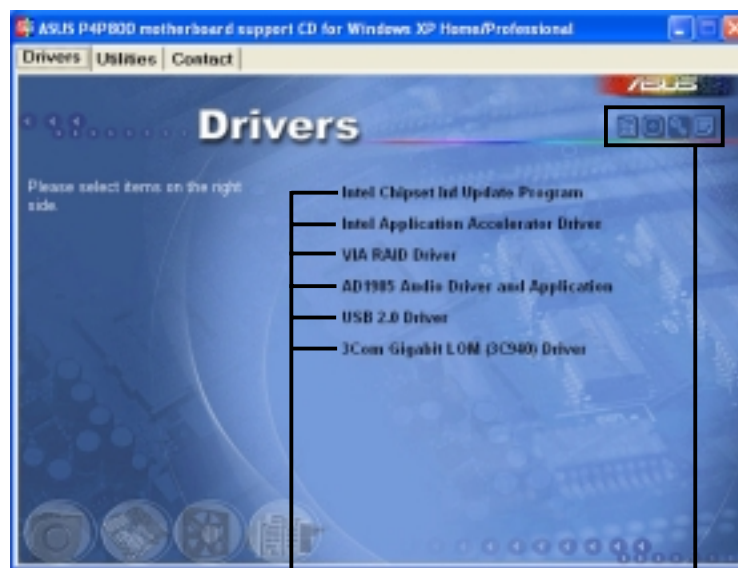 ASUS P4P800 motherboard support CD for Windows XP Home/Professional
Drivers Utilities Contact
ASUS
Drivers
Please select items on the right
side.
Intel Chipset Inf Update Program
Intel Application Accelerator Driver
VIA RAID Driver
AD1985 Audio Driver and Application
USB 2.0 Driver
3Com Gigabit LOM (3C940) Driver